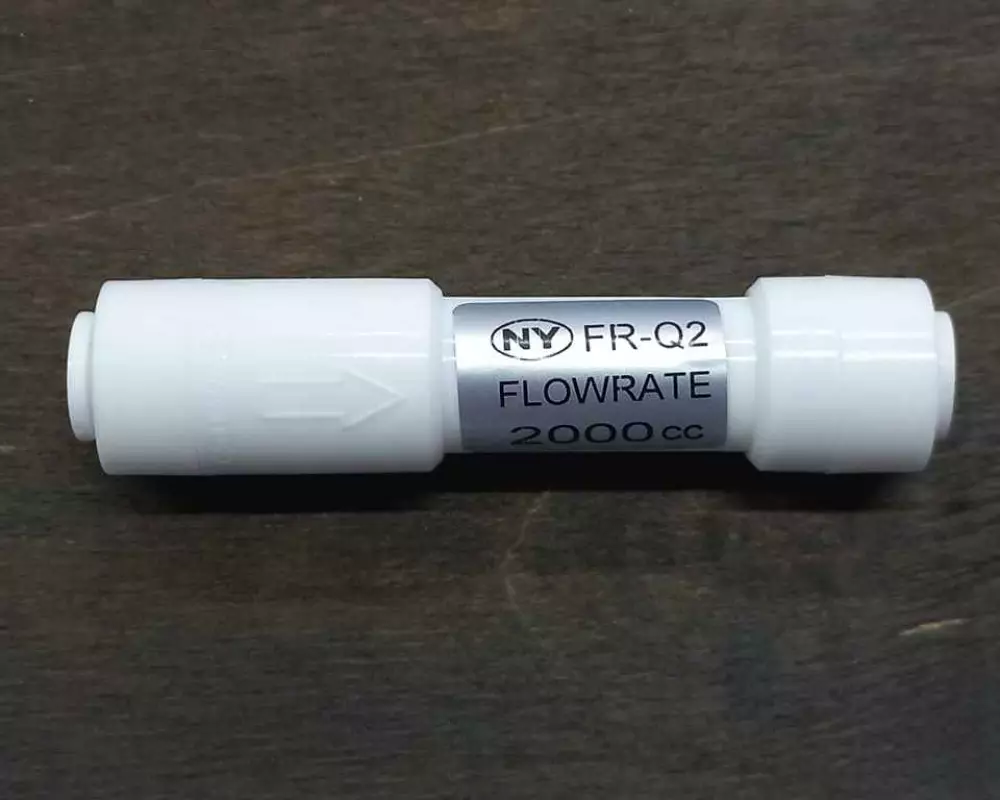 NY FR-Q2
FLOWRATE
2000 cc